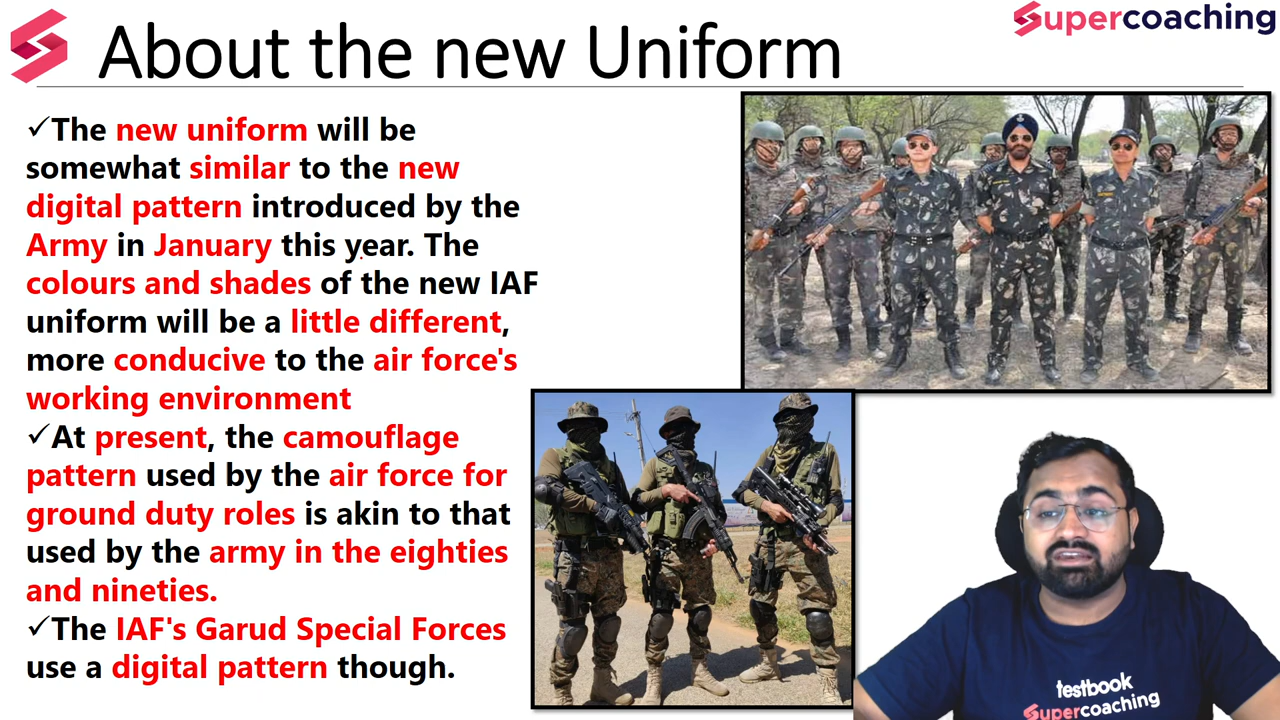 About the new Uniform
Supercoaching
✓The new uniform will be
somewhat similar to the new
digital pattern introduced by the
Army in January this year. The
colours and shades of the new IAF
uniform will be a little different,
more conducive to the air force's
working environment
✓At present, the camouflage
pattern used by the air force for
ground duty roles is akin to that
used by the army in the eighties
and nineties.
✓The IAF's Garud Special Forces
use a digital pattern though.
testbook
Supercoaching